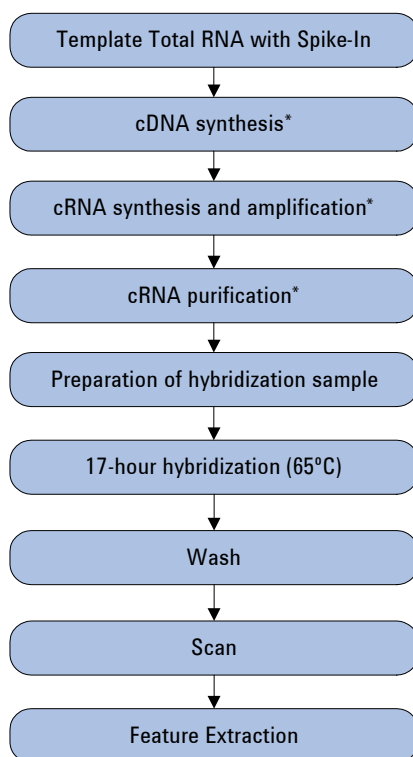 Template Total RNA with Spike-In
cDNA synthesis*
cRNA synthesis and amplification*
cRNA purification*
Preparation of hybridization sample
17-hour hybridization (65ºC)
Wash
Scan
Feature Extraction